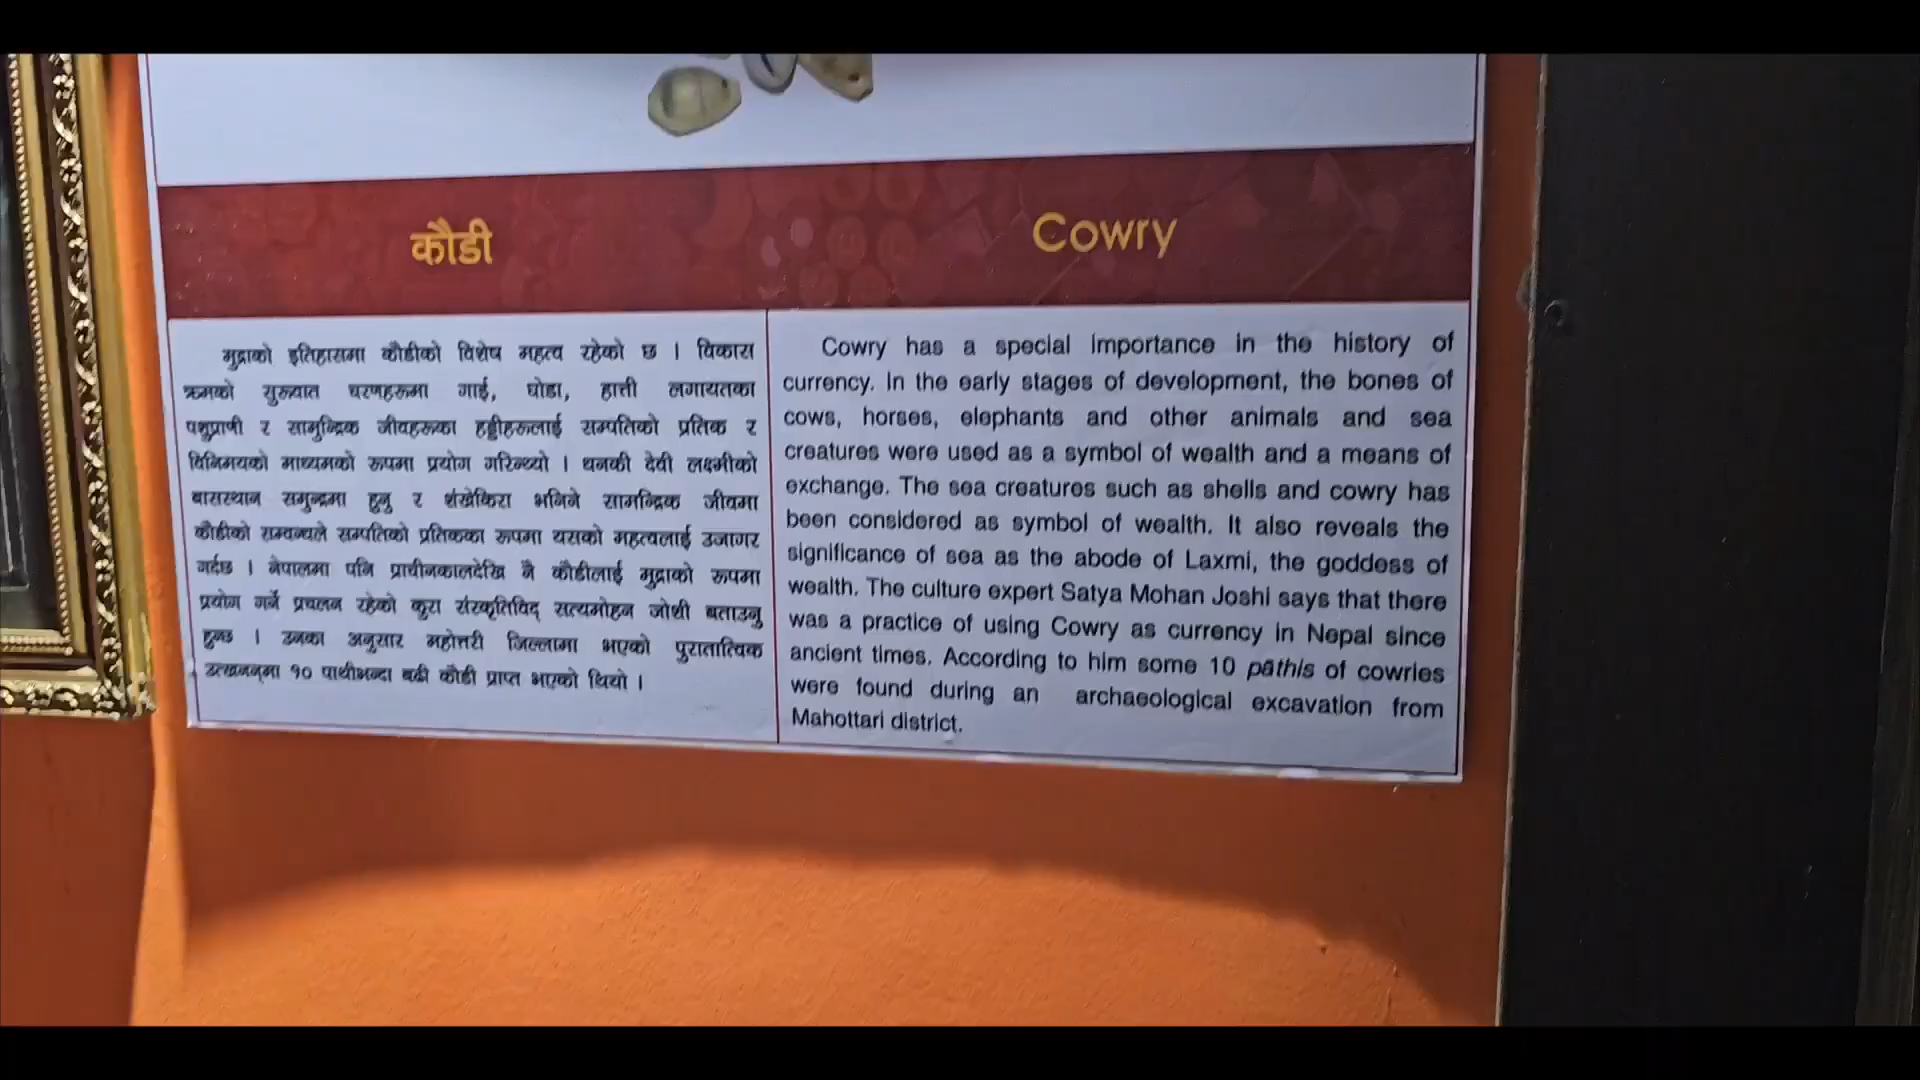 कौडी
मुद्राको इतिहासमा कौडीको विशेष महत्व रहेको छ । विकास
क्रमको सुरुवात चरणहरूमा गाई, घोडा, हात्ती लगायतका
पशुप्राणी र सामुन्द्रिक जीवहरूका हड्डीहरूलाई सम्पतिको प्रतिक र
विनिमयको माध्यमको रूपमा प्रयोग गरिन्थ्यो । धनकी देवी लक्ष्मीको
बासस्थान समुन्द्रमा हुनु र शंखेकिरा भनिने सामन्द्रिक जीवमा
कौडीको सम्वन्धले सम्पतिको प्रतिकका रूपमा यसको महत्वलाई उजागर
गर्दछ । नेपालमा पनि प्राचीनकालदेखि नै कौडीलाई मुद्राको रूपमा
प्रयोग गर्ने प्रचलन रहेको कुरा संस्कृतिविद् सत्यमोहन जोशी बताउनु
हुन्छ । उनका अनुसार महोत्तरी जिल्लामा भएको पुरातात्विक
उत्खनन्मा १० पाथीभन्दा बढी कौडी प्राप्त भएको थियो ।
Cowry
Cowry has a special importance in the history of
currency. In the early stages of development, the bones of
cows, horses, elephants and other animals and sea
creatures were used as a symbol of wealth and a means of
exchange. The sea creatures such as shells and cowry has
been considered as symbol of wealth. It also reveals the
significance of sea as the abode of Laxmi, the goddess of
wealth. The culture expert Satya Mohan Joshi says that there
was a practice of using Cowry as currency in Nepal since
ancient times. According to him some 10 pāthis of cowries
were found during an archaeological excavation from
Mahottari district.